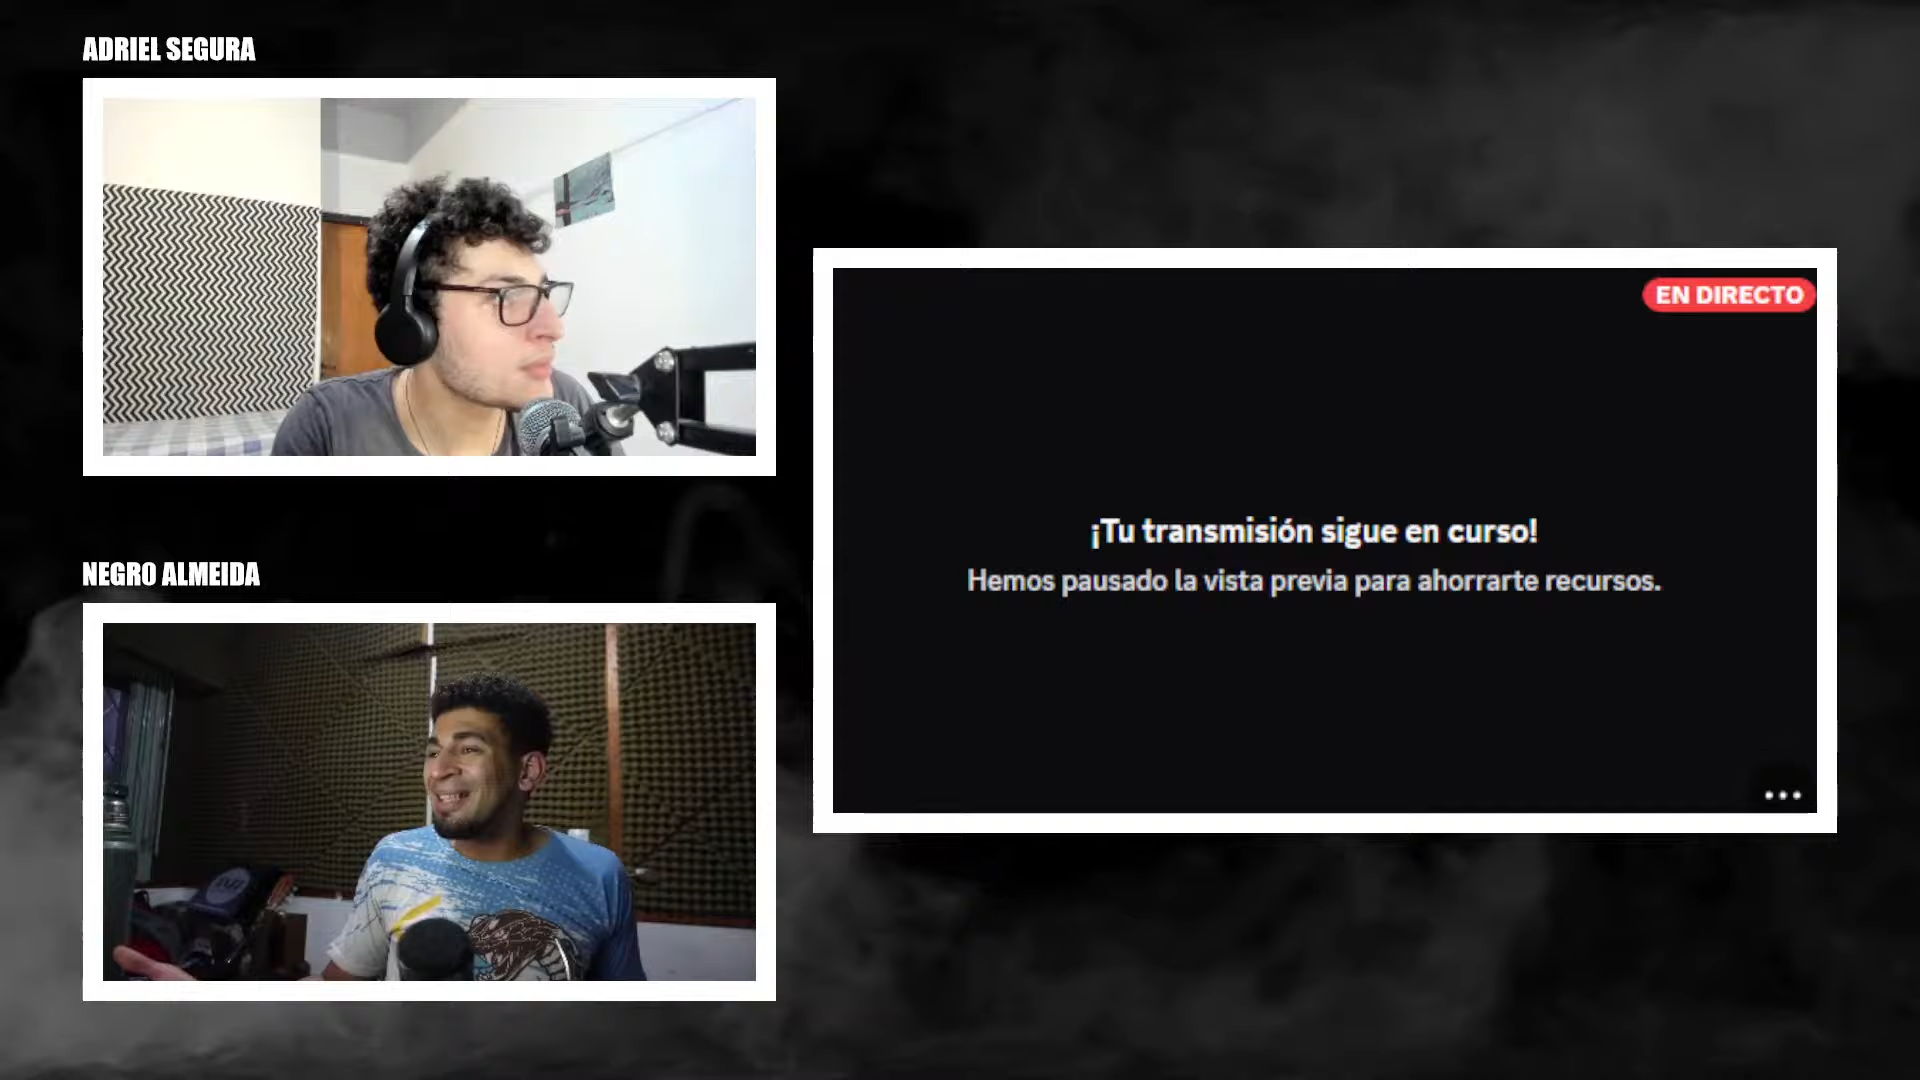 ADRIEL SEGURA
NEGRO ALMEIDA
EN DIRECTO
¡Tu transmisión sigue en curso!
Hemos pausado la vista previa para ahorrarte recursos.